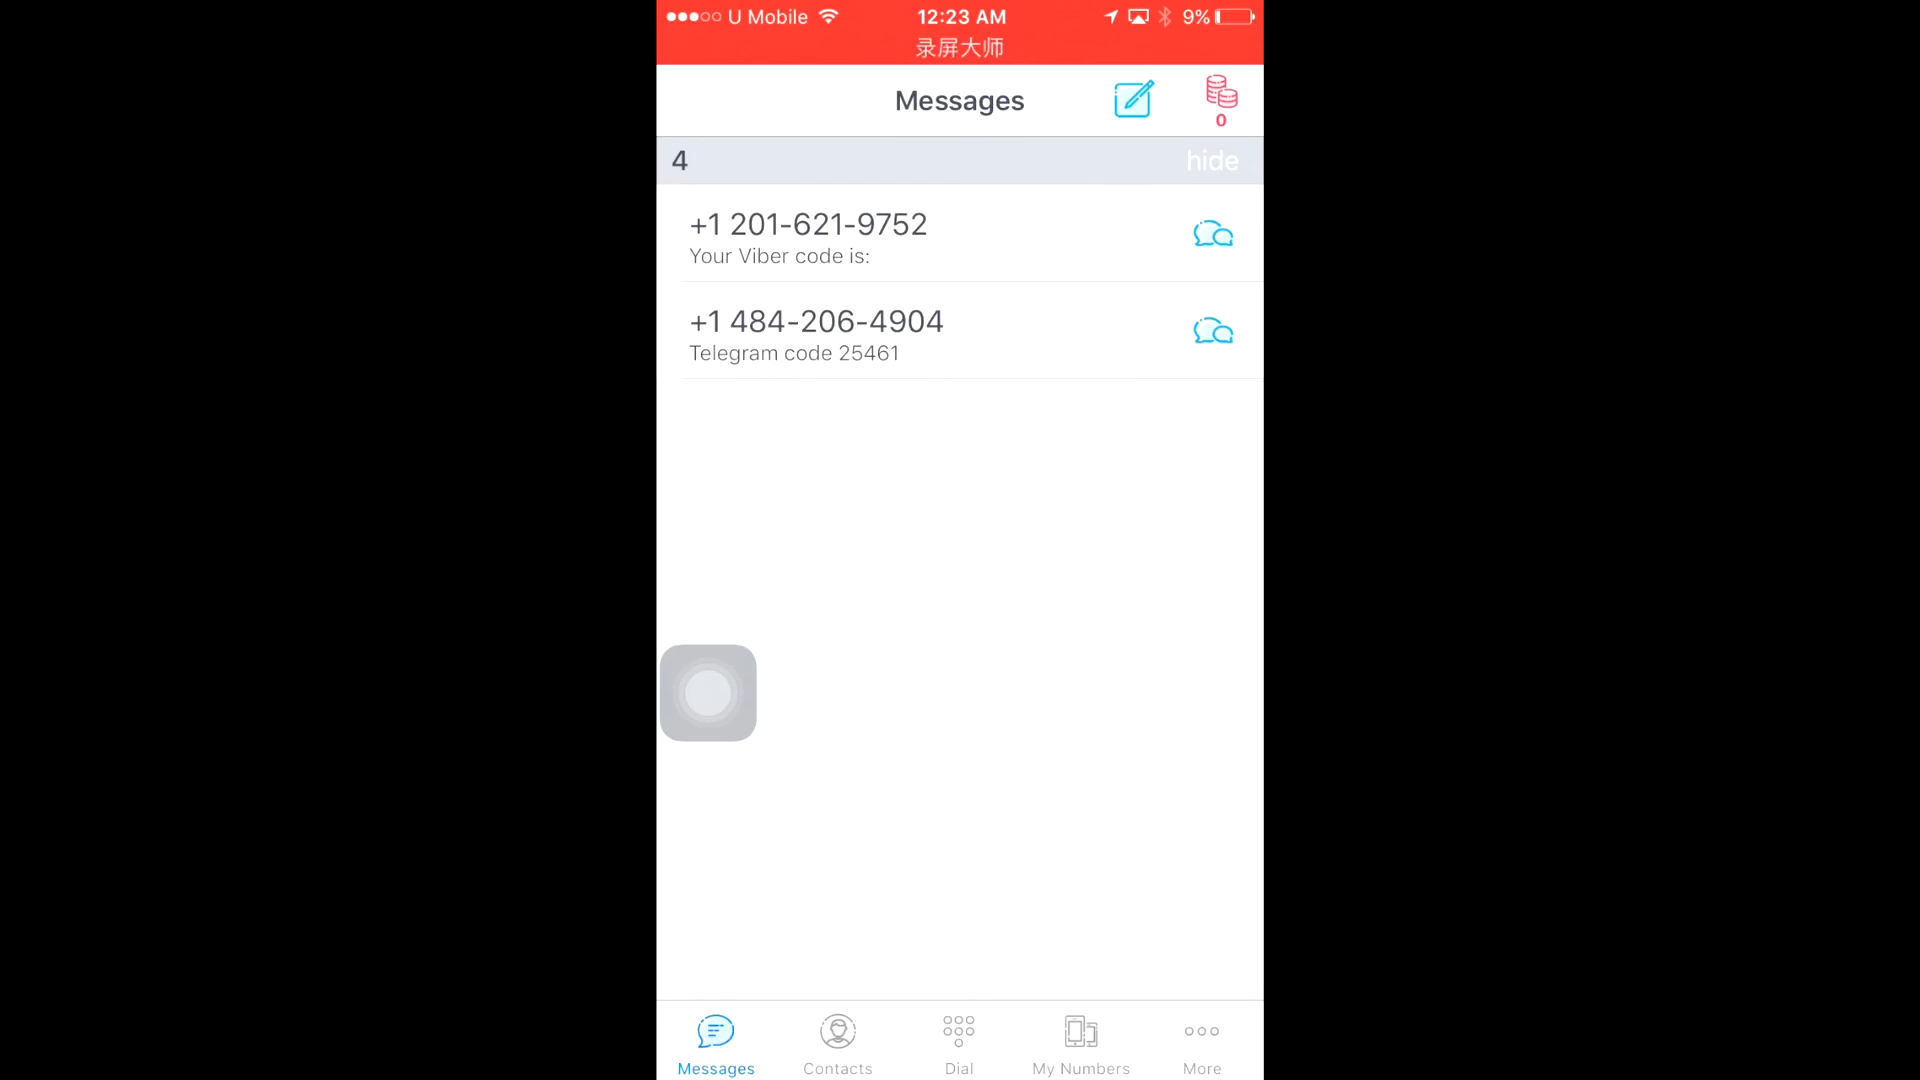 U Mobile 12:23 AM 9%
录屏大师
Messages
0
4 hide
+1 201-621-9752
Your Viber code is:
+1 484-206-4904
Telegram code 25461
Messages Contacts Dial My Numbers More